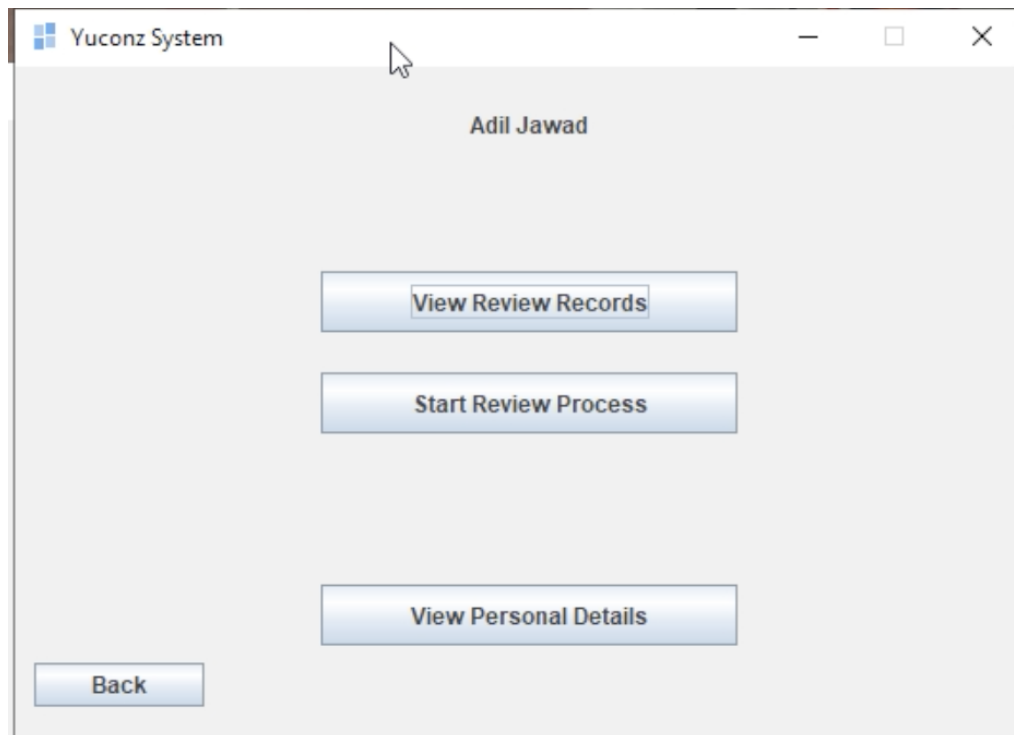 Yuconz System
Adil Jawad
View Review Records
Start Review Process
View Personal Details
Back